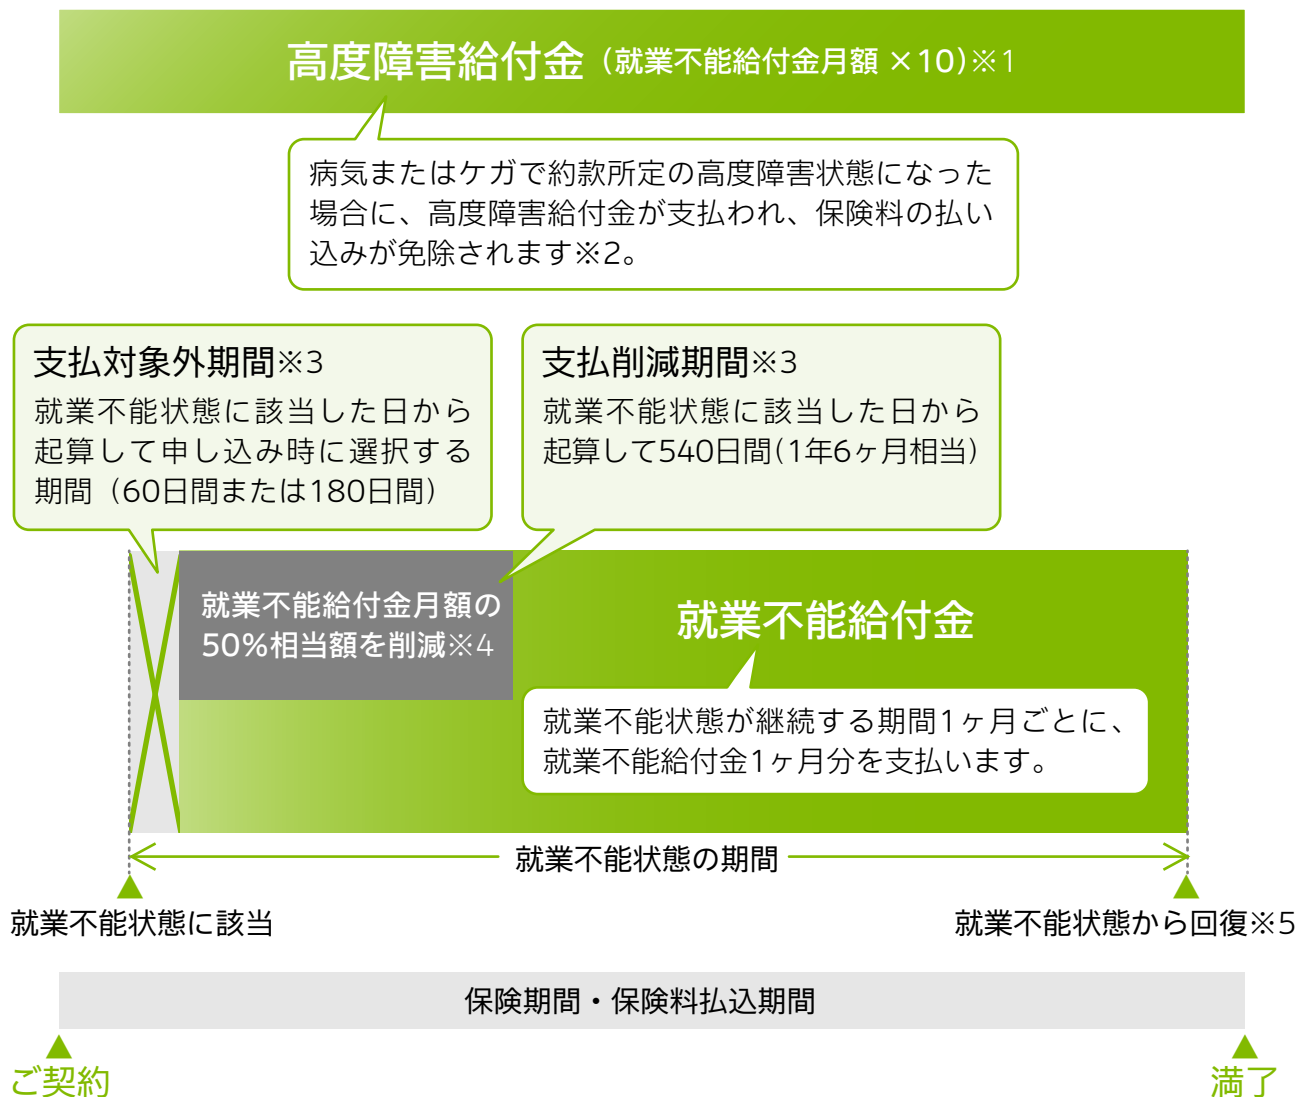 高度障害給付金（就業不能給付金月額 ×10）※1
病気またはケガで約款所定の高度障害状態になった
場合に、高度障害給付金が支払われ、保険料の払い
込みが免除されます※2。
支払対象外期間※3
就業不能状態に該当した日から
起算して申し込み時に選択する
期間（60日間または180日間）
支払削減期間※3
就業不能状態に該当した日から
起算して540日間（1年6ヶ月相当）
就業不能給付金月額の
50%相当額を削減※4
就業不能給付金
就業不能状態が継続する期間1ヶ月ごとに、
就業不能給付金1ヶ月分を支払います。
就業不能状態の期間
就業不能状態に該当
就業不能状態から回復※5
保険期間・保険料払込期間
ご契約
満了